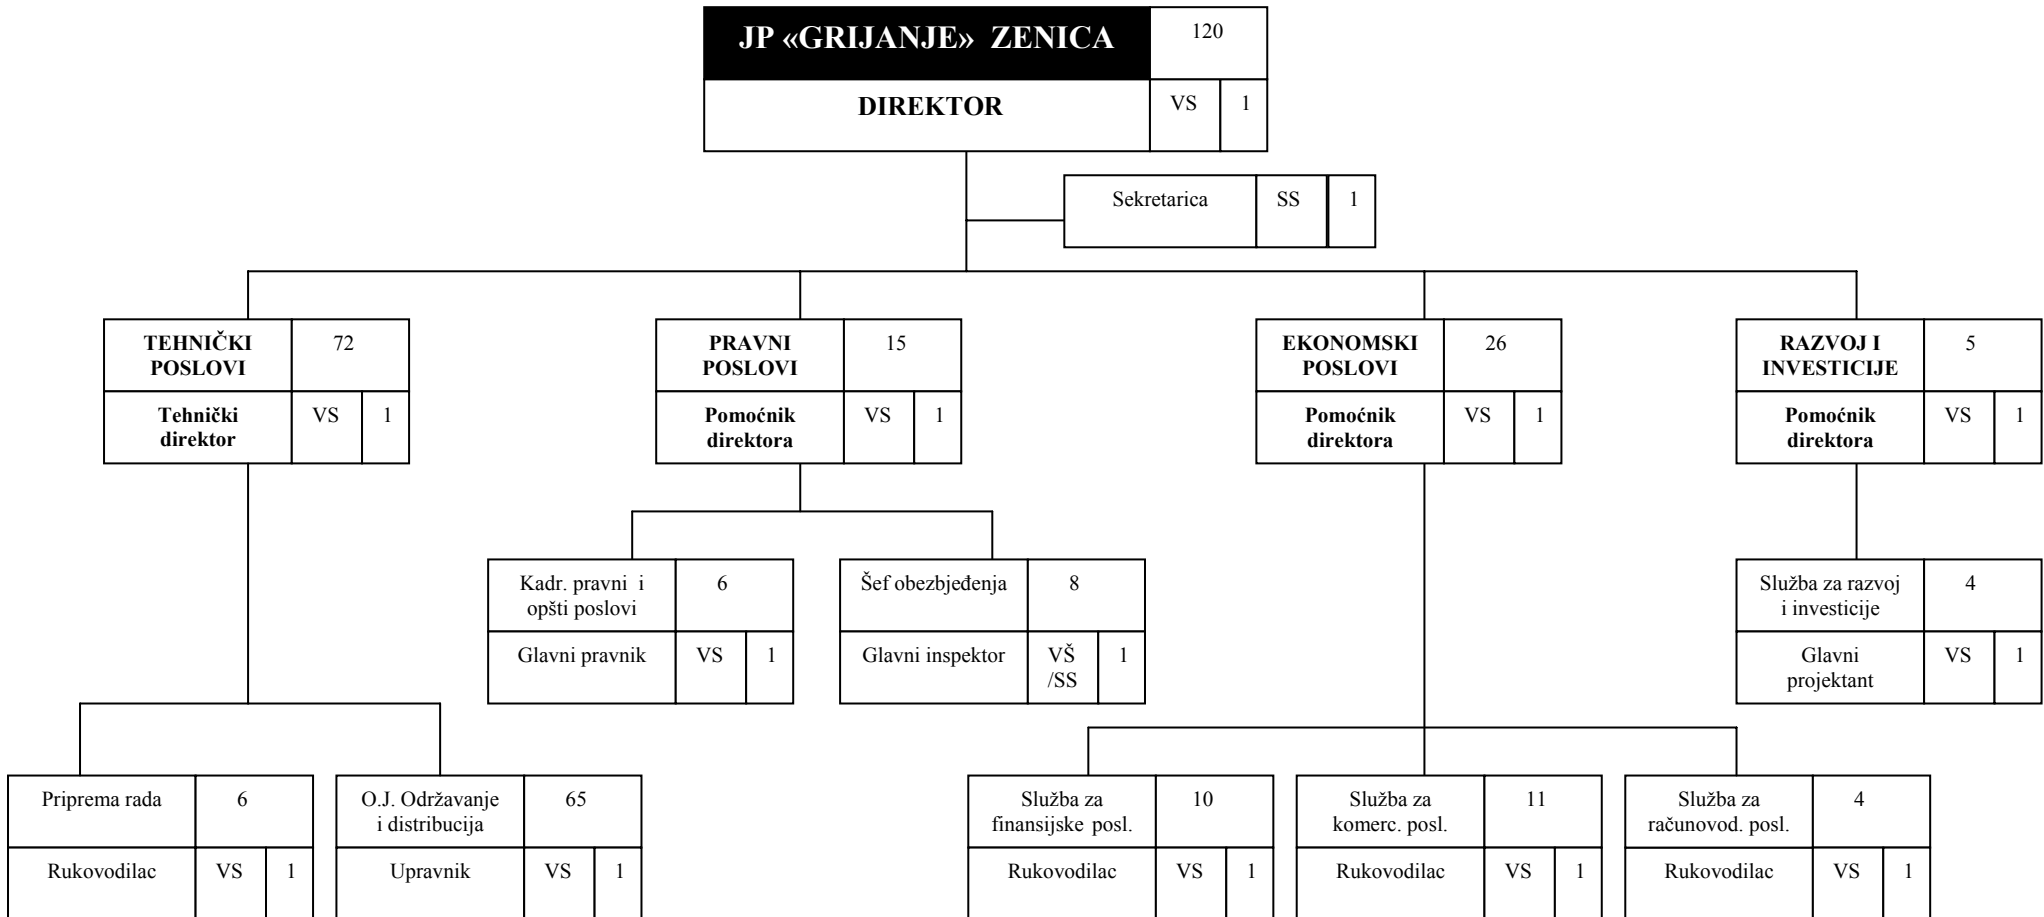 JP «GRIJANJE» ZENICA
120
DIREKTOR
VS
1
Sekretarica
SS
1
TEHNIČKI
POSLOVI
72
Tehnički
direktor
VS
1
PRAVNI
POSLOVI
15
Pomoćnik
direktora
VS
1
EKONOMSKI
POSLOVI
26
Pomoćnik
direktora
VS
1
RAZVOJ I
INVESTICIJE
5
Pomoćnik
direktora
VS
1
Kadr. pravni i
opšti poslovi
6
Glavni pravnik
VS
1
Šef obezbjeđenja
8
Glavni inspektor
VŠ
/SS
1
Služba za razvoj
i investicije
4
Glavni
projektant
VS
1
Priprema rada
6
Rukovodilac
VS
1
O.J. Održavanje
i distribucija
65
Upravnik
VS
1
Služba za
finansijske posl.
10
Rukovodilac
VS
1
Služba za
komerc. posl.
11
Rukovodilac
VS
1
Služba za
računovod. posl.
4
Rukovodilac
VS
1